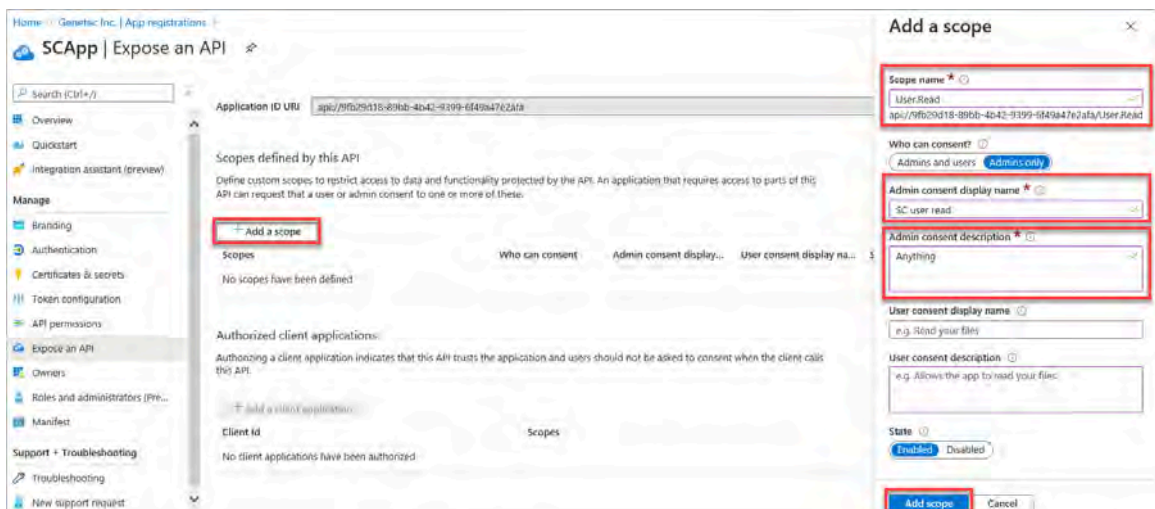 Home > Genetec Inc. | App registrations >
SCApp | Expose an API
Search (Ctrl+/)
Overview
Quickstart
Integration assistant (preview)
Manage
Branding
Authentication
Certificates & secrets
Token configuration
API permissions
Expose an API
Owners
Roles and administrators (Pre...
Manifest
Support + Troubleshooting
Troubleshooting
New support request
Application ID URI
api://9fb29d18-89bb-4b42-9399-6f49a47e2afa
Scopes defined by this API
Define custom scopes to restrict access to data and functionality protected by the API. An application that requires access to parts of this
API can request that a user or admin consent to one or more of these.
+ Add a scope
Scopes Who can consent Admin consent display... User consent display na... S
No scopes have been defined
Authorized client applications
Authorizing a client application indicates that this API trusts the application and users should not be asked to consent when the client calls
this API.
+ Add a client application
Client Id Scopes
No client applications have been authorized
Add a scope
Scope name *
User.Read
api://9fb29d18-89bb-4b42-9399-6f49a47e2afa/User.Read
Who can consent?
Admins and users Admins only
Admin consent display name *
SC user read
Admin consent description *
Anything
User consent display name
e.g. Read your files
User consent description
e.g. Allows the app to read your files.
State
Enabled Disabled
Add scope Cancel